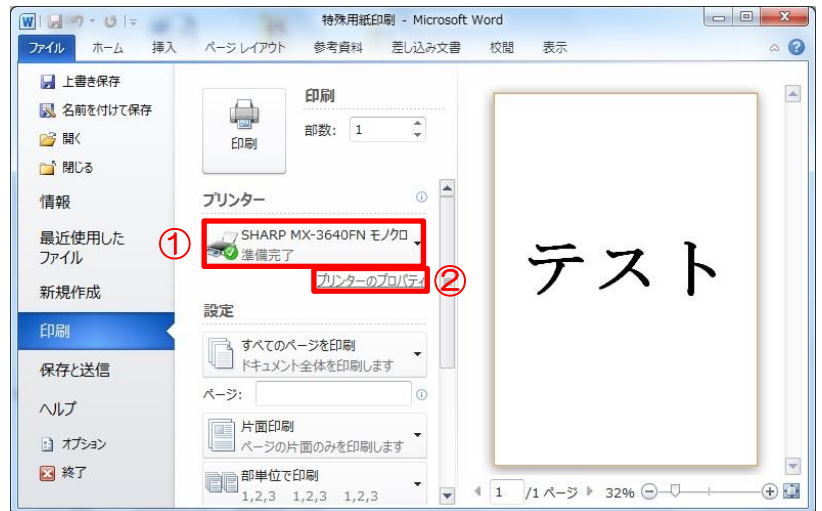 特殊用紙印刷 - Microsoft Word
ファイル ホーム 挿入 ページ レイアウト 参考資料 差し込み文書 校閲 表示
上書き保存
名前を付けて保存
開く
閉じる
情報
最近使用した
ファイル
新規作成
印刷
保存と送信
ヘルプ
オプション
終了
印刷
印刷
部数: 1
プリンター
① SHARP MX-3640FN モノクロ
準備完了
プリンターのプロパティ ②
設定
すべてのページを印刷
ドキュメント全体を印刷します
ページ:
片面印刷
ページの片面のみを印刷します
部単位で印刷
1,2,3 1,2,3 1,2,3
テスト
1 /1 ページ 32%